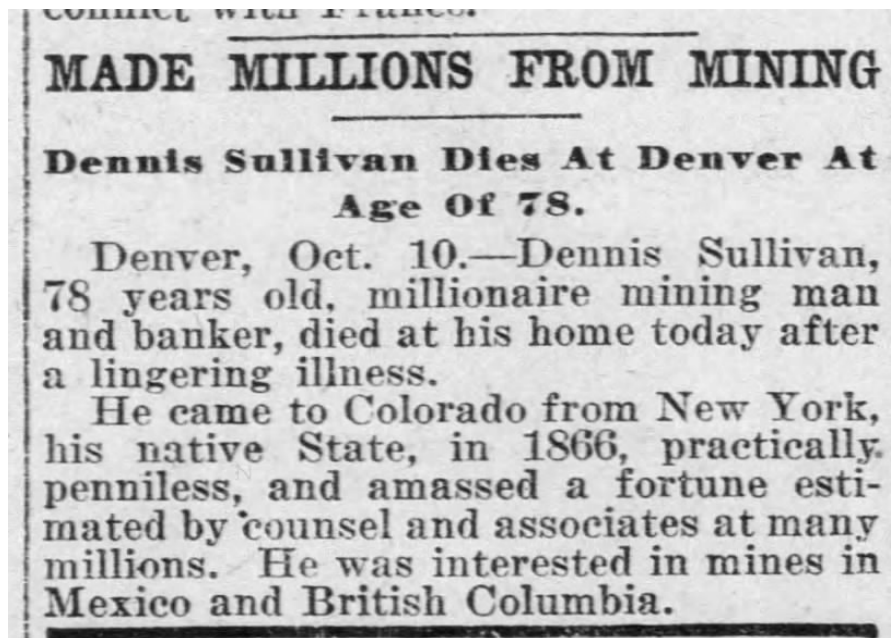 conflict with France.
MADE MILLIONS FROM MINING
Dennis Sullivan Dies At Denver At
Age Of 78.
Denver, Oct. 10.—Dennis Sullivan,
78 years old, millionaire mining man
and banker, died at his home today after
a lingering illness.
He came to Colorado from New York,
his native State, in 1866, practically
penniless, and amassed a fortune esti-
mated by counsel and associates at many
millions. He was interested in mines in
Mexico and British Columbia.